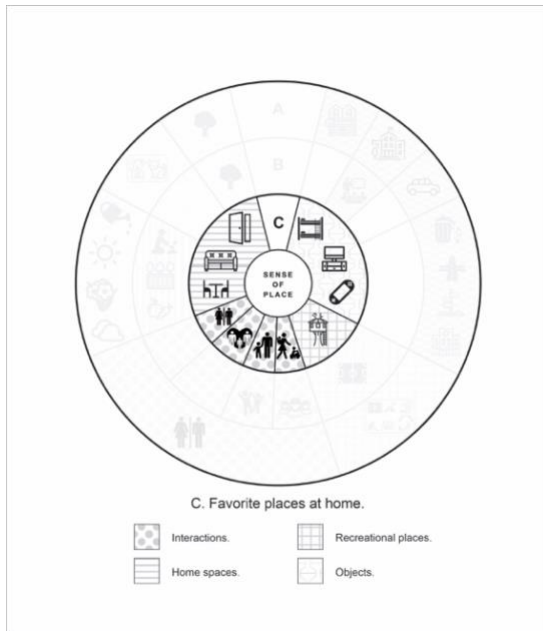 A
B
C
SENSE
OF
PLACE
C. Favorite places at home.
Interactions.
Recreational places.
Home spaces.
Objects.